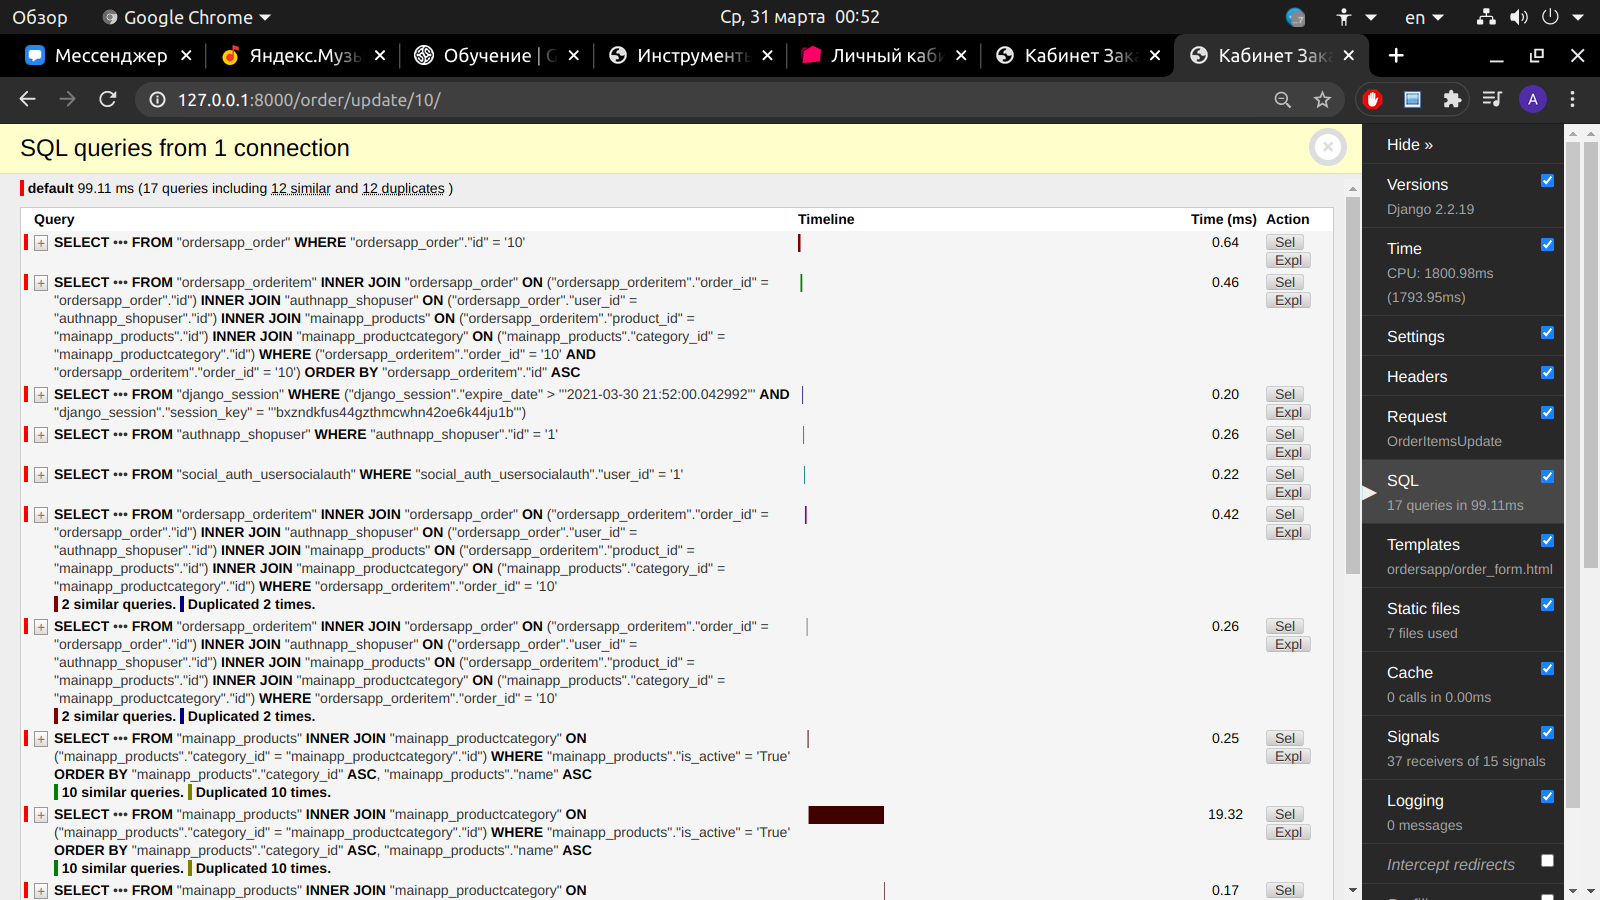 Обзор
Google Chrome
Ср, 31 марта 00:52
en
Мессенджер
Яндекс.Музы
Обучение | G
Инструменты
Личный каби
Кабинет Зака
Кабинет Зака
127.0.0.1:8000/order/update/10/
A
SQL queries from 1 connection
default 99.11 ms (17 queries including 12 similar and 12 duplicates )
Query Timeline Time (ms) Action
SELECT ••• FROM "ordersapp_order" WHERE "ordersapp_order"."id" = '10' 0.64 Sel
Expl
SELECT ••• FROM "ordersapp_orderitem" INNER JOIN "ordersapp_order" ON ("ordersapp_orderitem"."order_id" = 0.46 Sel
"ordersapp_order"."id") INNER JOIN "authnapp_shopuser" ON ("ordersapp_order"."user_id" = Expl
"authnapp_shopuser"."id") INNER JOIN "mainapp_products" ON ("ordersapp_orderitem"."product_id" =
"mainapp_products"."id") INNER JOIN "mainapp_productcategory" ON ("mainapp_products"."category_id" =
"mainapp_productcategory"."id") WHERE ("ordersapp_orderitem"."order_id" = '10' AND
"ordersapp_orderitem"."order_id" = '10') ORDER BY "ordersapp_orderitem"."id" ASC
SELECT ••• FROM "django_session" WHERE ("django_session"."expire_date" > '"2021-03-30 21:52:00.042992"' AND 0.20 Sel
"django_session"."session_key" = '"bxzndkfus44gzthmcwhn42oe6k44ju1b"') Expl
SELECT ••• FROM "authnapp_shopuser" WHERE "authnapp_shopuser"."id" = '1' 0.26 Sel
Expl
SELECT ••• FROM "social_auth_usersocialauth" WHERE "social_auth_usersocialauth"."user_id" = '1' 0.22 Sel
Expl
SELECT ••• FROM "ordersapp_orderitem" INNER JOIN "ordersapp_order" ON ("ordersapp_orderitem"."order_id" = 0.42 Sel
"ordersapp_order"."id") INNER JOIN "authnapp_shopuser" ON ("ordersapp_order"."user_id" = Expl
"authnapp_shopuser"."id") INNER JOIN "mainapp_products" ON ("ordersapp_orderitem"."product_id" =
"mainapp_products"."id") INNER JOIN "mainapp_productcategory" ON ("mainapp_products"."category_id" =
"mainapp_productcategory"."id") WHERE "ordersapp_orderitem"."order_id" = '10'
2 similar queries. Duplicated 2 times.
SELECT ••• FROM "ordersapp_orderitem" INNER JOIN "ordersapp_order" ON ("ordersapp_orderitem"."order_id" = 0.26 Sel
"ordersapp_order"."id") INNER JOIN "authnapp_shopuser" ON ("ordersapp_order"."user_id" = Expl
"authnapp_shopuser"."id") INNER JOIN "mainapp_products" ON ("ordersapp_orderitem"."product_id" =
"mainapp_products"."id") INNER JOIN "mainapp_productcategory" ON ("mainapp_products"."category_id" =
"mainapp_productcategory"."id") WHERE "ordersapp_orderitem"."order_id" = '10'
2 similar queries. Duplicated 2 times.
SELECT ••• FROM "mainapp_products" INNER JOIN "mainapp_productcategory" ON 0.25 Sel
("mainapp_products"."category_id" = "mainapp_productcategory"."id") WHERE "mainapp_products"."is_active" = 'True' Expl
ORDER BY "mainapp_products"."category_id" ASC, "mainapp_products"."name" ASC
10 similar queries. Duplicated 10 times.
SELECT ••• FROM "mainapp_products" INNER JOIN "mainapp_productcategory" ON 19.32 Sel
("mainapp_products"."category_id" = "mainapp_productcategory"."id") WHERE "mainapp_products"."is_active" = 'True' Expl
ORDER BY "mainapp_products"."category_id" ASC, "mainapp_products"."name" ASC
10 similar queries. Duplicated 10 times.
SELECT ••• FROM "mainapp_products" INNER JOIN "mainapp_productcategory" ON 0.17 Sel
Hide »
Versions
Django 2.2.19
Time
CPU: 1800.98ms
(1793.95ms)
Settings
Headers
Request
OrderItemsUpdate
SQL
17 queries in 99.11ms
Templates
ordersapp/order_form.html
Static files
7 files used
Cache
0 calls in 0.00ms
Signals
37 receivers of 15 signals
Logging
0 messages
Intercept redirects